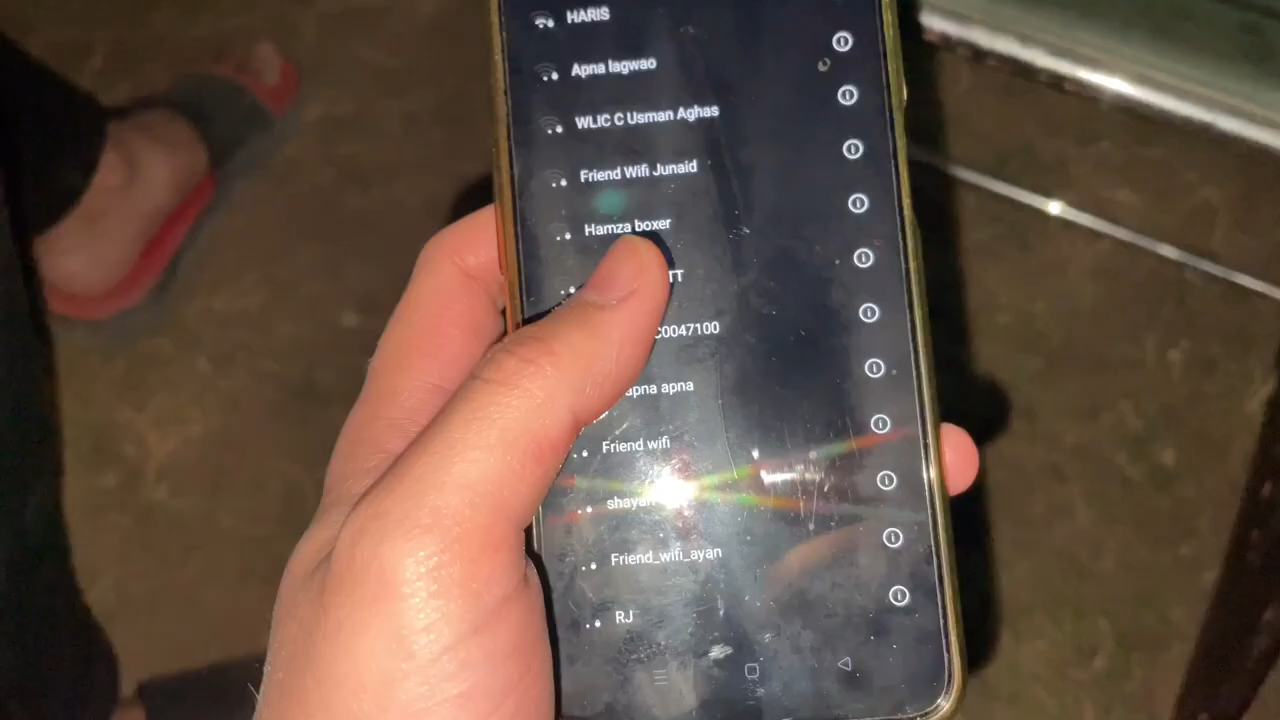 HARIS
Apna lagwao
WLIC C Usman Aghas
Friend Wifi Junaid
Hamza boxer
apna apna
Friend wifi
Friend_wifi_ayan
RJ